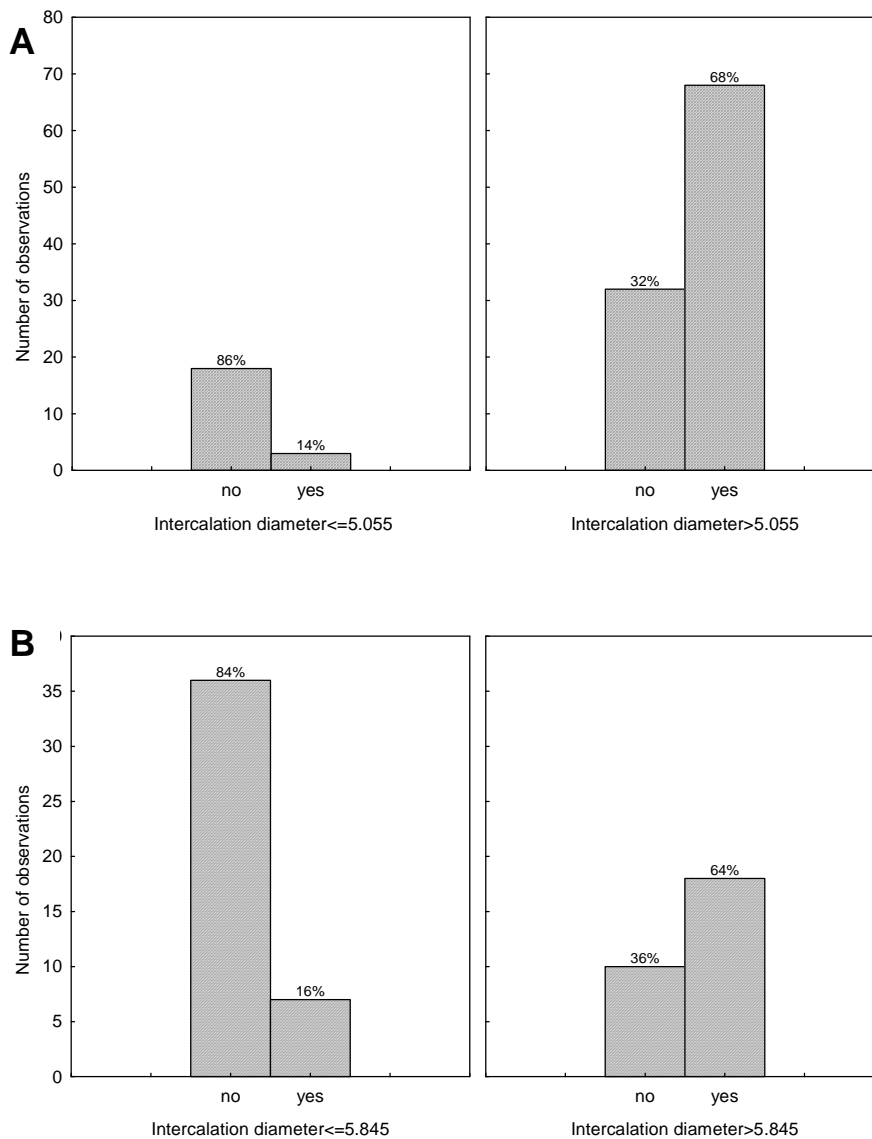 A
80
70
60
50
40
30
20
10
0
Number of observations
86%
14%
no yes
Intercalation diameter<=5.055
68%
32%
no yes
Intercalation diameter>5.055
B
35
30
25
20
15
10
5
0
Number of observations
84%
16%
no yes
Intercalation diameter<=5.845
64%
36%
no yes
Intercalation diameter>5.845